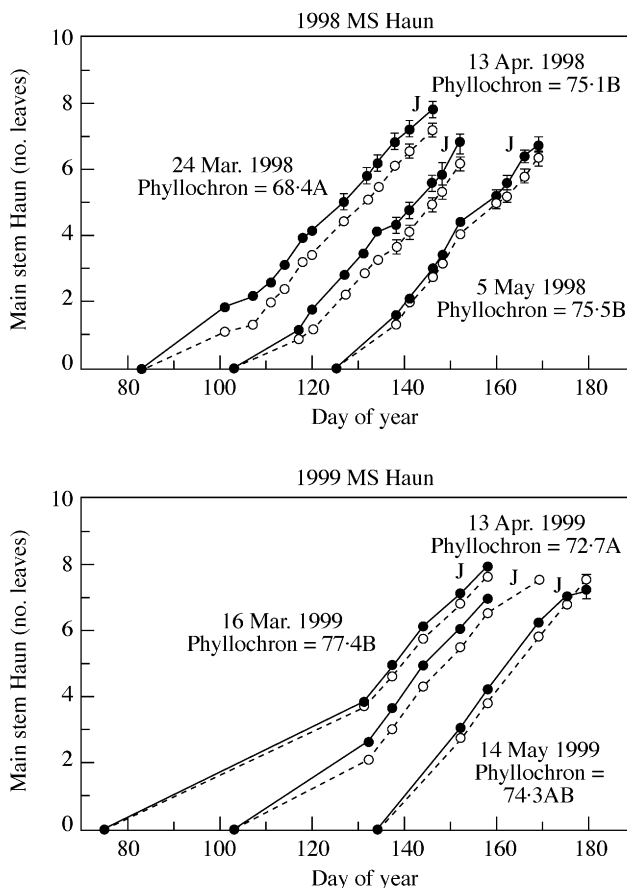 1998 MS Haun
10
8
6
4
2
0
Main stem Haun (no. leaves)
13 Apr. 1998
Phyllochron = 75·1B
J
J
J
24 Mar. 1998
Phyllochron = 68·4A
5 May 1998
Phyllochron = 75·5B
80 100 120 140 160 180
Day of year
1999 MS Haun
10
8
6
4
2
0
Main stem Haun (no. leaves)
13 Apr. 1999
Phyllochron = 72·7A
J
J
J
16 Mar. 1999
Phyllochron = 77·4B
14 May 1999
Phyllochron =
74·3AB
80 100 120 140 160 180
Day of year